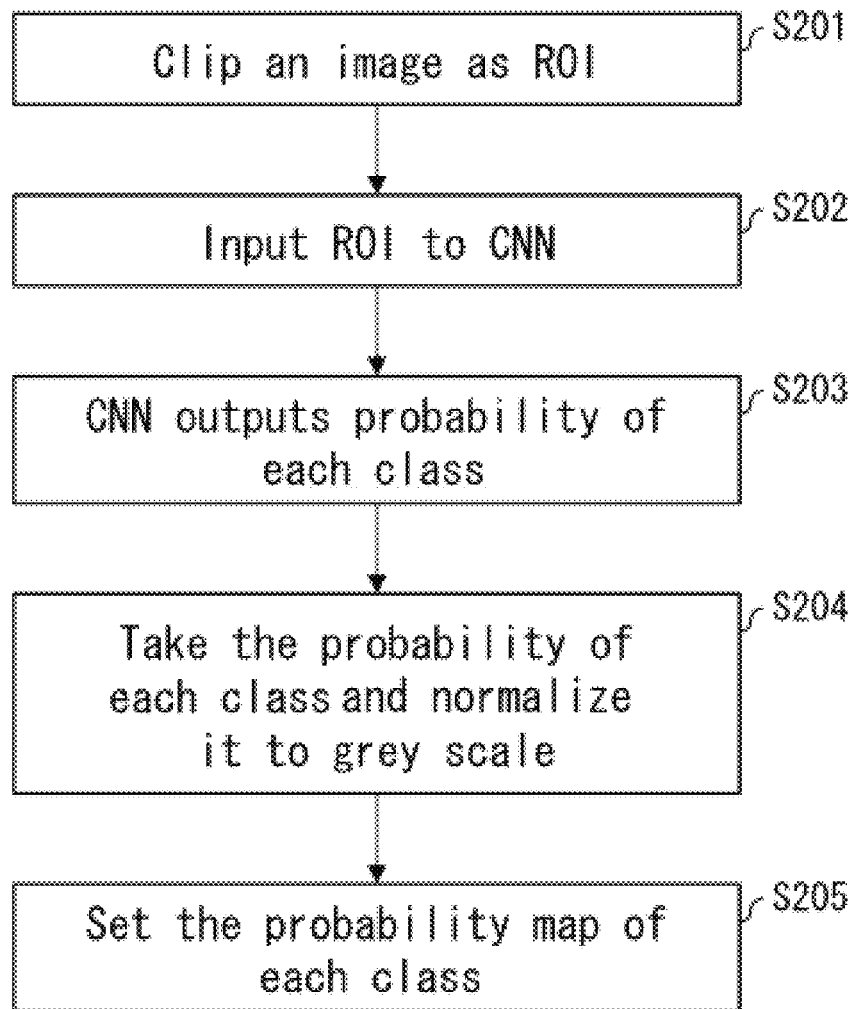 S201
Clip an image as ROI
S202
Input ROI to CNN
S203
CNN outputs probability of
each class
S204
Take the probability of
each class and normalize
it to grey scale
S205
Set the probability map of
each class